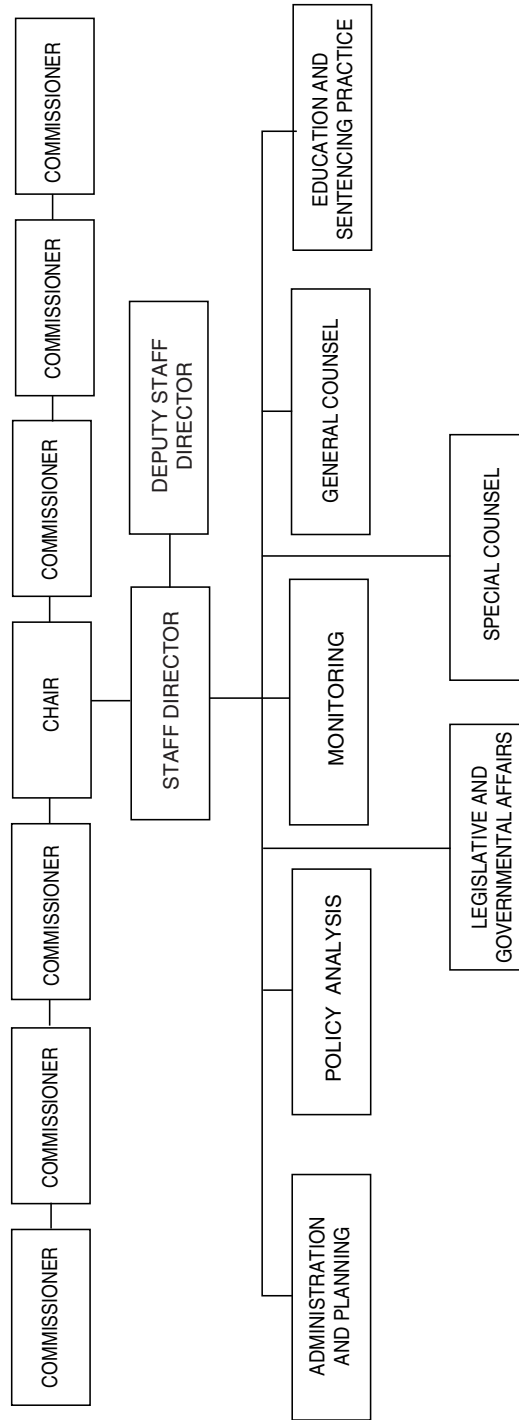 COMMISSIONER
COMMISSIONER
COMMISSIONER
CHAIR
COMMISSIONER
COMMISSIONER
COMMISSIONER
STAFF DIRECTOR
DEPUTY STAFF
DIRECTOR
ADMINISTRATION
AND PLANNING
POLICY ANALYSIS
MONITORING
GENERAL COUNSEL
EDUCATION AND
SENTENCING PRACTICE
LEGISLATIVE AND
GOVERNMENTAL AFFAIRS
SPECIAL COUNSEL